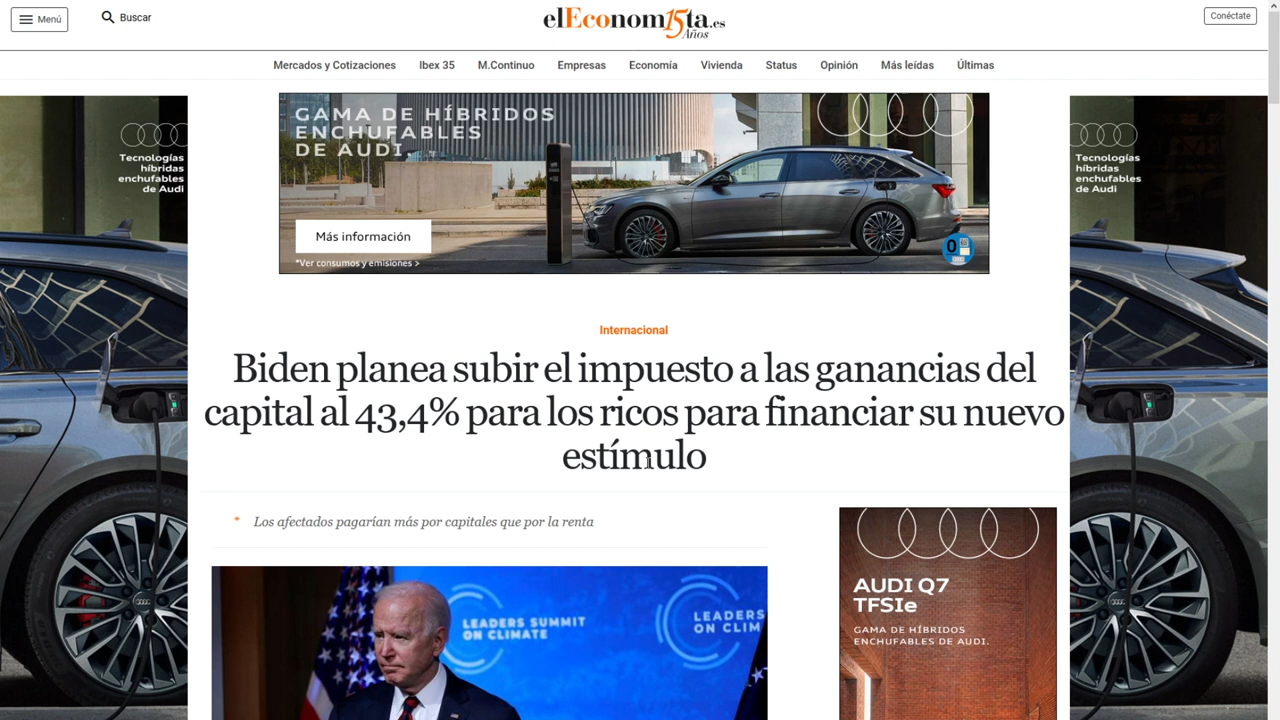 Menú
Buscar
elEconom15ta.es
Años
Conéctate
Mercados y Cotizaciones Ibex 35 M.Continuo Empresas Economía Vivienda Status Opinión Más leídas Últimas
GAMA DE HÍBRIDOS
ENCHUFABLES
DE AUDI.
Más información
*Ver consumos y emisiones >
0
Tecnologías
híbridas
enchufables
de Audi
Tecnologías
híbridas
enchufables
de Audi
Internacional
Biden planea subir el impuesto a las ganancias del
capital al 43,4% para los ricos para financiar su nuevo
estímulo
* Los afectados pagarían más por capitales que por la renta
LEADERS SUMMIT
ON CLIMATE
LEADERS
ON CLIM
AUDI Q7
TFSIe
GAMA DE HÍBRIDOS
ENCHUFABLES DE AUDI.